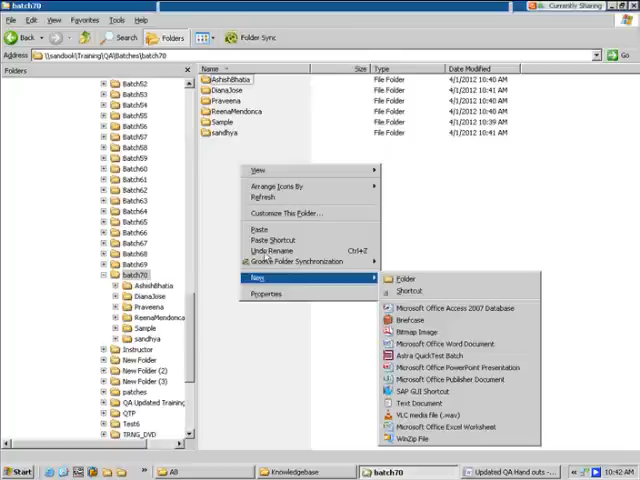 batch70
Currently Sharing
File Edit View Favorites Tools Help
Back Search Folders Folder Sync
Address \\sandook\Training\QA\Batches\batch70 Go
Folders
Name Size Type Date Modified
AshishBhatia File Folder 4/1/2012 10:40 AM
DianaJose File Folder 4/1/2012 10:41 AM
Praveena File Folder 4/1/2012 10:40 AM
ReenaMendonca File Folder 4/1/2012 10:40 AM
Sample File Folder 4/1/2012 10:39 AM
sandhya File Folder 4/1/2012 10:41 AM
Batch52
Batch53
Batch54
Batch55
Batch56
Batch57
Batch58
Batch59
Batch60
Batch61
Batch62
Batch63
Batch64
Batch65
Batch66
Batch67
Batch68
Batch69
batch70
AshishBhatia
DianaJose
Praveena
ReenaMendonca
Sample
sandhya
Instructor
New Folder
New Folder (2)
New Folder (3)
patches
QA Updated Training
QTP
Test6
TRNG_DVD
View
Arrange Icons By
Refresh
Customize This Folder...
Paste
Paste Shortcut
Undo Rename Ctrl+Z
Groove Folder Synchronization
New
Properties
Folder
Shortcut
Microsoft Office Access 2007 Database
Briefcase
Bitmap Image
Microsoft Office Word Document
Astra QuickTest Batch
Microsoft Office PowerPoint Presentation
Microsoft Office Publisher Document
SAP GUI Shortcut
Text Document
VLC media file (.wav)
Microsoft Office Excel Worksheet
WinZip File
Start A8 Knowledgebase batch70 Updated QA Hand outs -... 10:42 AM